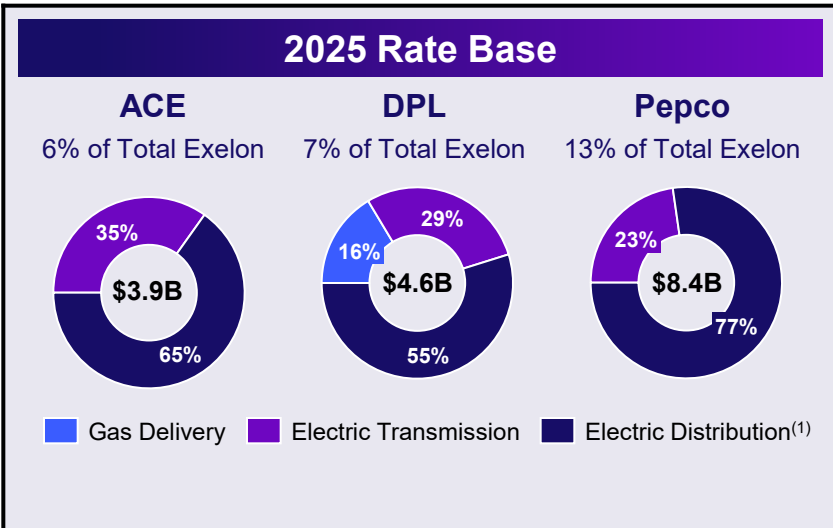 2025 Rate Base
ACE
6% of Total Exelon
35%
$3.9B
65%
DPL
7% of Total Exelon
29%
16%
$4.6B
55%
Pepco
13% of Total Exelon
23%
$8.4B
77%
Gas Delivery
Electric Transmission
Electric Distribution(1)